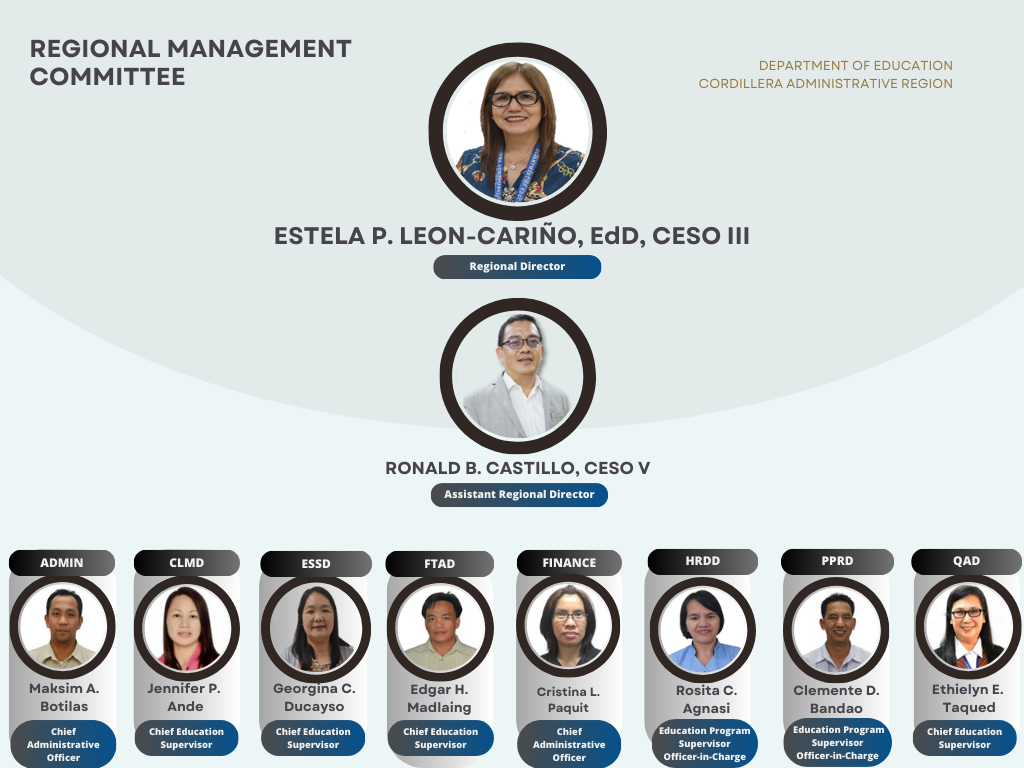 REGIONAL MANAGEMENT
COMMITTEE
DEPARTMENT OF EDUCATION
CORDILLERA ADMINISTRATIVE REGION
ESTELA P. LEON-CARIÑO, EdD, CESO III
Regional Director
RONALD B. CASTILLO, CESO V
Assistant Regional Director
ADMIN
Maksim A.
Botilas
Chief
Administrative
Officer
CLMD
Jennifer P.
Ande
Chief Education
Supervisor
ESSD
Georgina C.
Ducayso
Chief Education
Supervisor
FTAD
Edgar H.
Madlaing
Chief Education
Supervisor
FINANCE
Cristina L.
Paquit
Chief
Administrative
Officer
HRDD
Rosita C.
Agnasi
Education Program
Supervisor
Officer-in-Charge
PPRD
Clemente D.
Bandao
Education Program
Supervisor
Officer-in-Charge
QAD
Ethielyn E.
Taqued
Chief Education
Supervisor